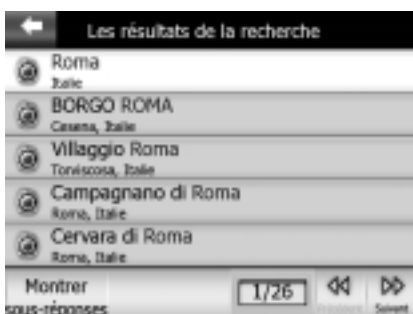 Les résultats de la recherche
Roma
Italie
BORGO ROMA
Cesena, Italie
Villaggio Roma
Torviscosa, Italie
Campagnano di Roma
Roma, Italie
Cervara di Roma
Roma, Italie
Montrer
sous-réponses
1/26
Précédent
Suivant